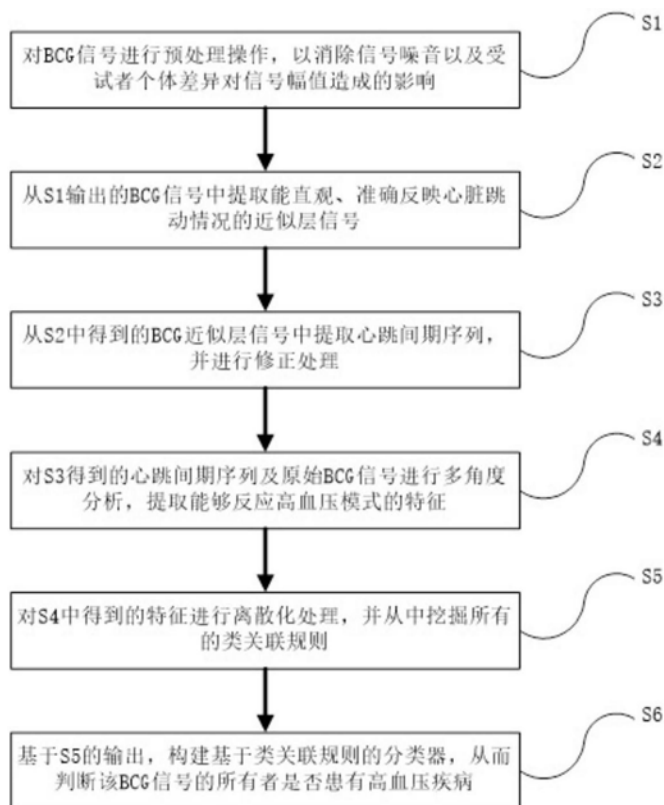 S1
对BCG信号进行预处理操作，以消除信号噪音以及受
试者个体差异对信号幅值造成的影响
S2
从S1输出的BCG信号中提取能直观、准确反映心脏跳
动情况的近似层信号
S3
从S2中得到的BCG近似层信号中提取心跳间期序列，
并进行修正处理
S4
对S3得到的心跳间期序列及原始BCG信号进行多角度
分析，提取能够反应高血压模式的特征
S5
对S4中得到的特征进行离散化处理，并从中挖掘所有
的类关联规则
S6
基于S5的输出，构建基于类关联规则的分类器，从而
判断该BCG信号的所有者是否患有高血压疾病